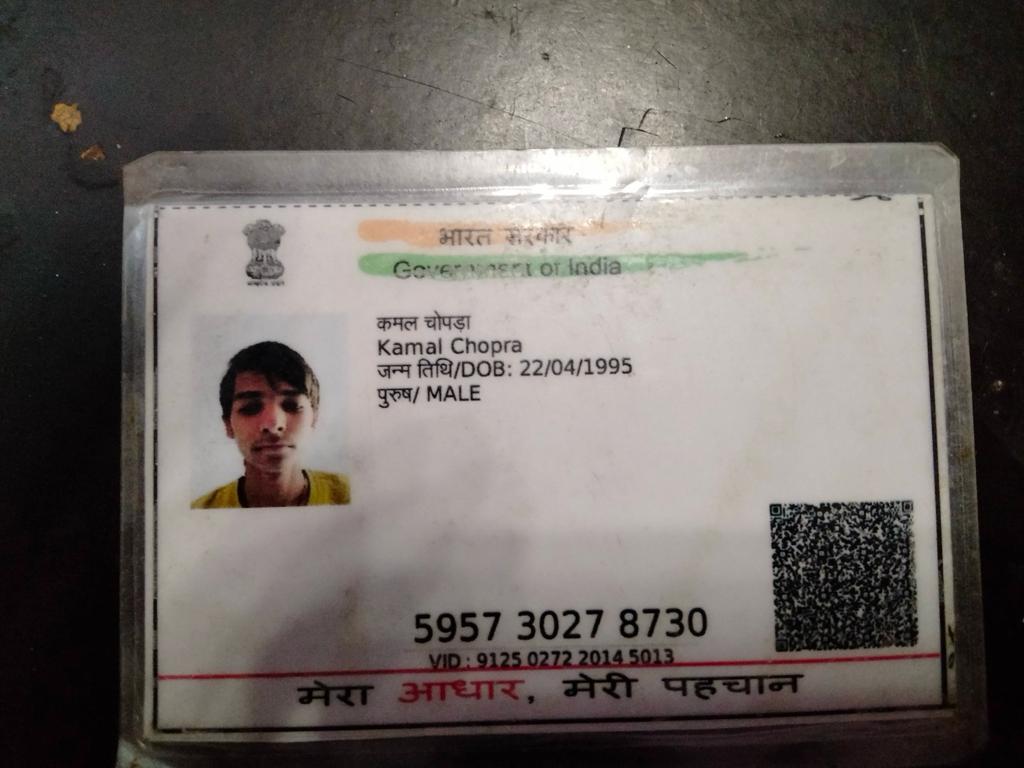 भारत सरकार
Government of India
कमल चोपड़ा
Kamal Chopra
जन्म तिथि/DOB: 22/04/1995
पुरुष/ MALE
5957 3027 8730
VID : 9125 0272 2014 5013
मेरा आधार, मेरी पहचान